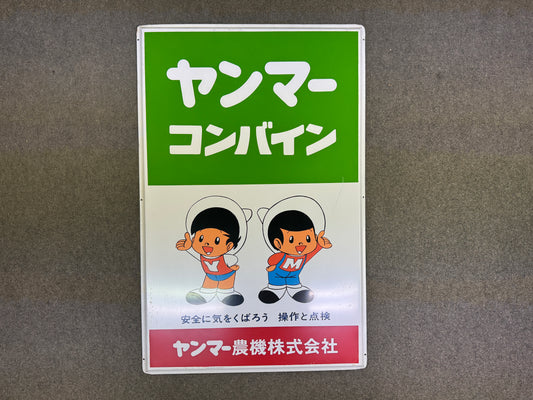 ヤンマー
コンバイン
Y M
安全に気をくばろう 操作と点検
ヤンマー農機株式会社